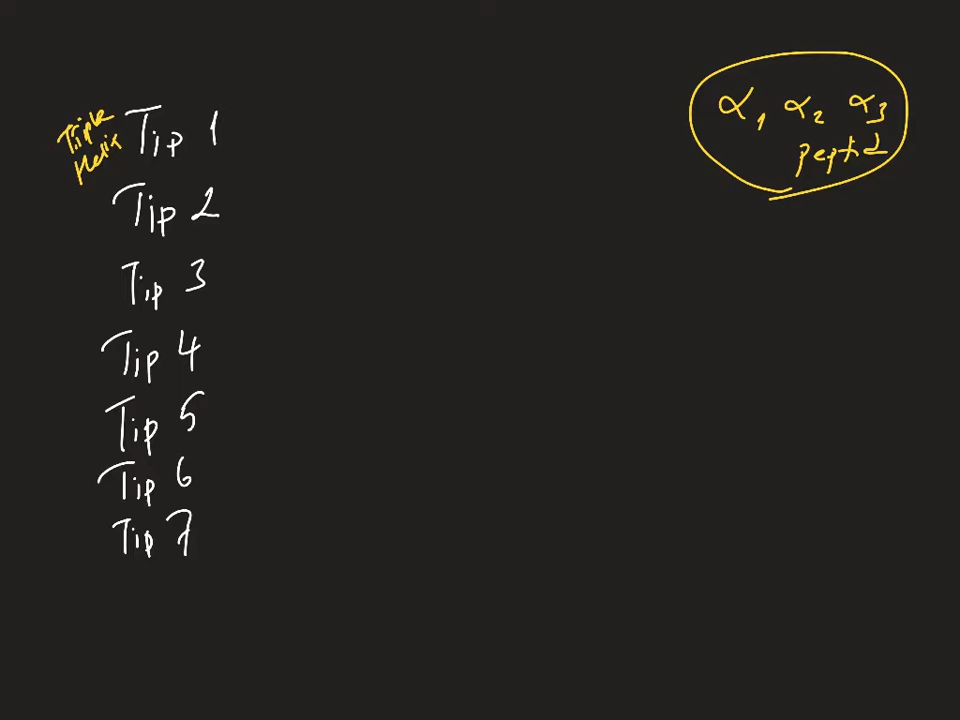 Triple
Helix
Tip 1
Tip 2
Tip 3
Tip 4
Tip 5
Tip 6
Tip 7
α₁ α₂ α₃
peptid